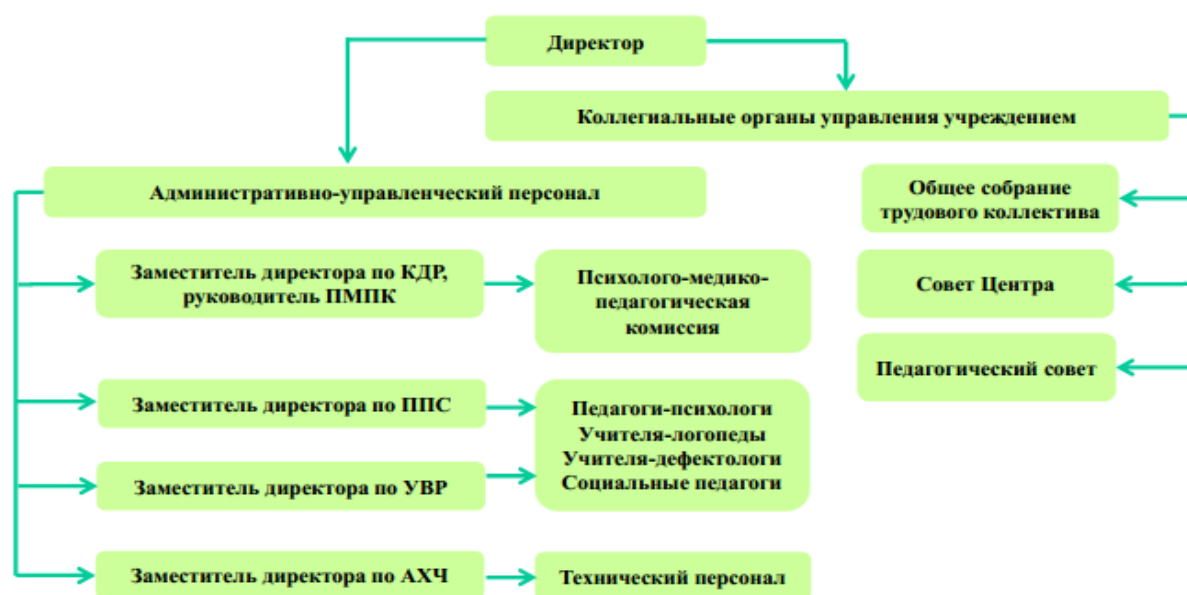 Директор
Коллегиальные органы управления учреждением
Административно-управленческий персонал
Общее собрание
трудового коллектива
Заместитель директора по КДР,
руководитель ПМПК
Психолого-медико-
педагогическая
комиссия
Совет Центра
Педагогический совет
Заместитель директора по ППС
Педагоги-психологи
Учителя-логопеды
Учителя-дефектологи
Социальные педагоги
Заместитель директора по УВР
Заместитель директора по АХЧ
Технический персонал